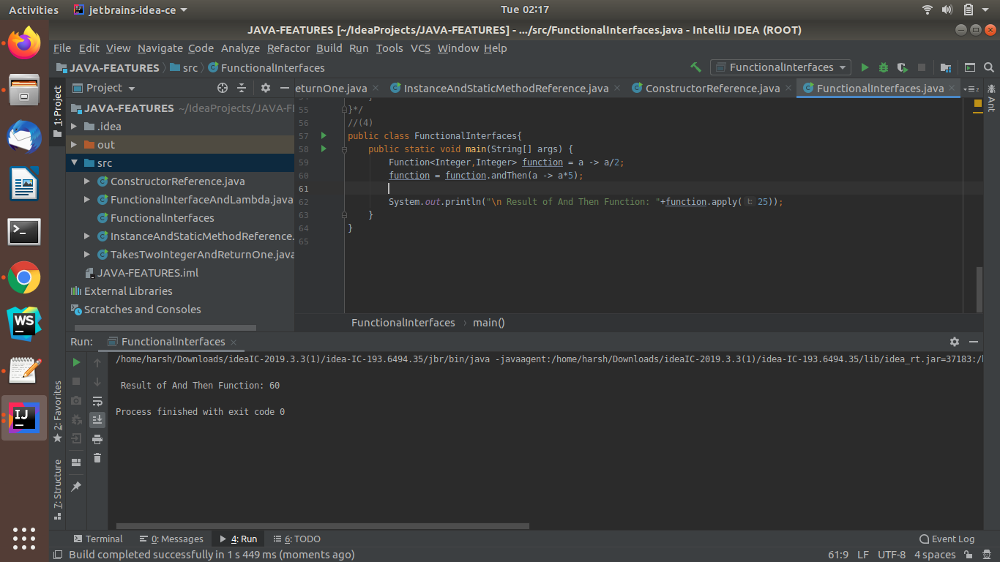 Activities jetbrains-idea-ce Tue 02:17
JAVA-FEATURES [~/IdeaProjects/JAVA-FEATURES] - .../src/FunctionalInterfaces.java - IntelliJ IDEA (ROOT)
File Edit View Navigate Code Analyze Refactor Build Run Tools VCS Window Help
JAVA-FEATURES src FunctionalInterfaces FunctionalInterfaces
Project eturnOne.java InstanceAndStaticMethodReference.java ConstructorReference.java FunctionalInterfaces.java
1: Project
JAVA-FEATURES ~/IdeaProjects/JAVA-F
.idea
out
src
ConstructorReference.java
FunctionalInterfaceAndLambda.java
FunctionalInterfaces
InstanceAndStaticMethodReference.
TakesTwoIntegerAndReturnOne.java
JAVA-FEATURES.iml
External Libraries
Scratches and Consoles
54 }
55 }*/
56 //(4)
57 public class FunctionalInterfaces{
58 public static void main(String[] args) {
59 Function<Integer,Integer> function = a -> a/2;
60 function = function.andThen(a -> a*5);
61
62 System.out.println("\n Result of And Then Function: "+function.apply( t: 25));
63 }
64 }
65
Ant
FunctionalInterfaces › main()
Run: FunctionalInterfaces
/home/harsh/Downloads/ideaIC-2019.3.3(1)/idea-IC-193.6494.35/jbr/bin/java -javaagent:/home/harsh/Downloads/ideaIC-2019.3.3(1)/idea-IC-193.6494.35/lib/idea_rt.jar=37183:/
Result of And Then Function: 60
Process finished with exit code 0
2: Favorites
7: Structure
WS
IJ
Terminal 0: Messages 4: Run 6: TODO Event Log
Build completed successfully in 1 s 449 ms (moments ago) 61:9 LF UTF-8 4 spaces